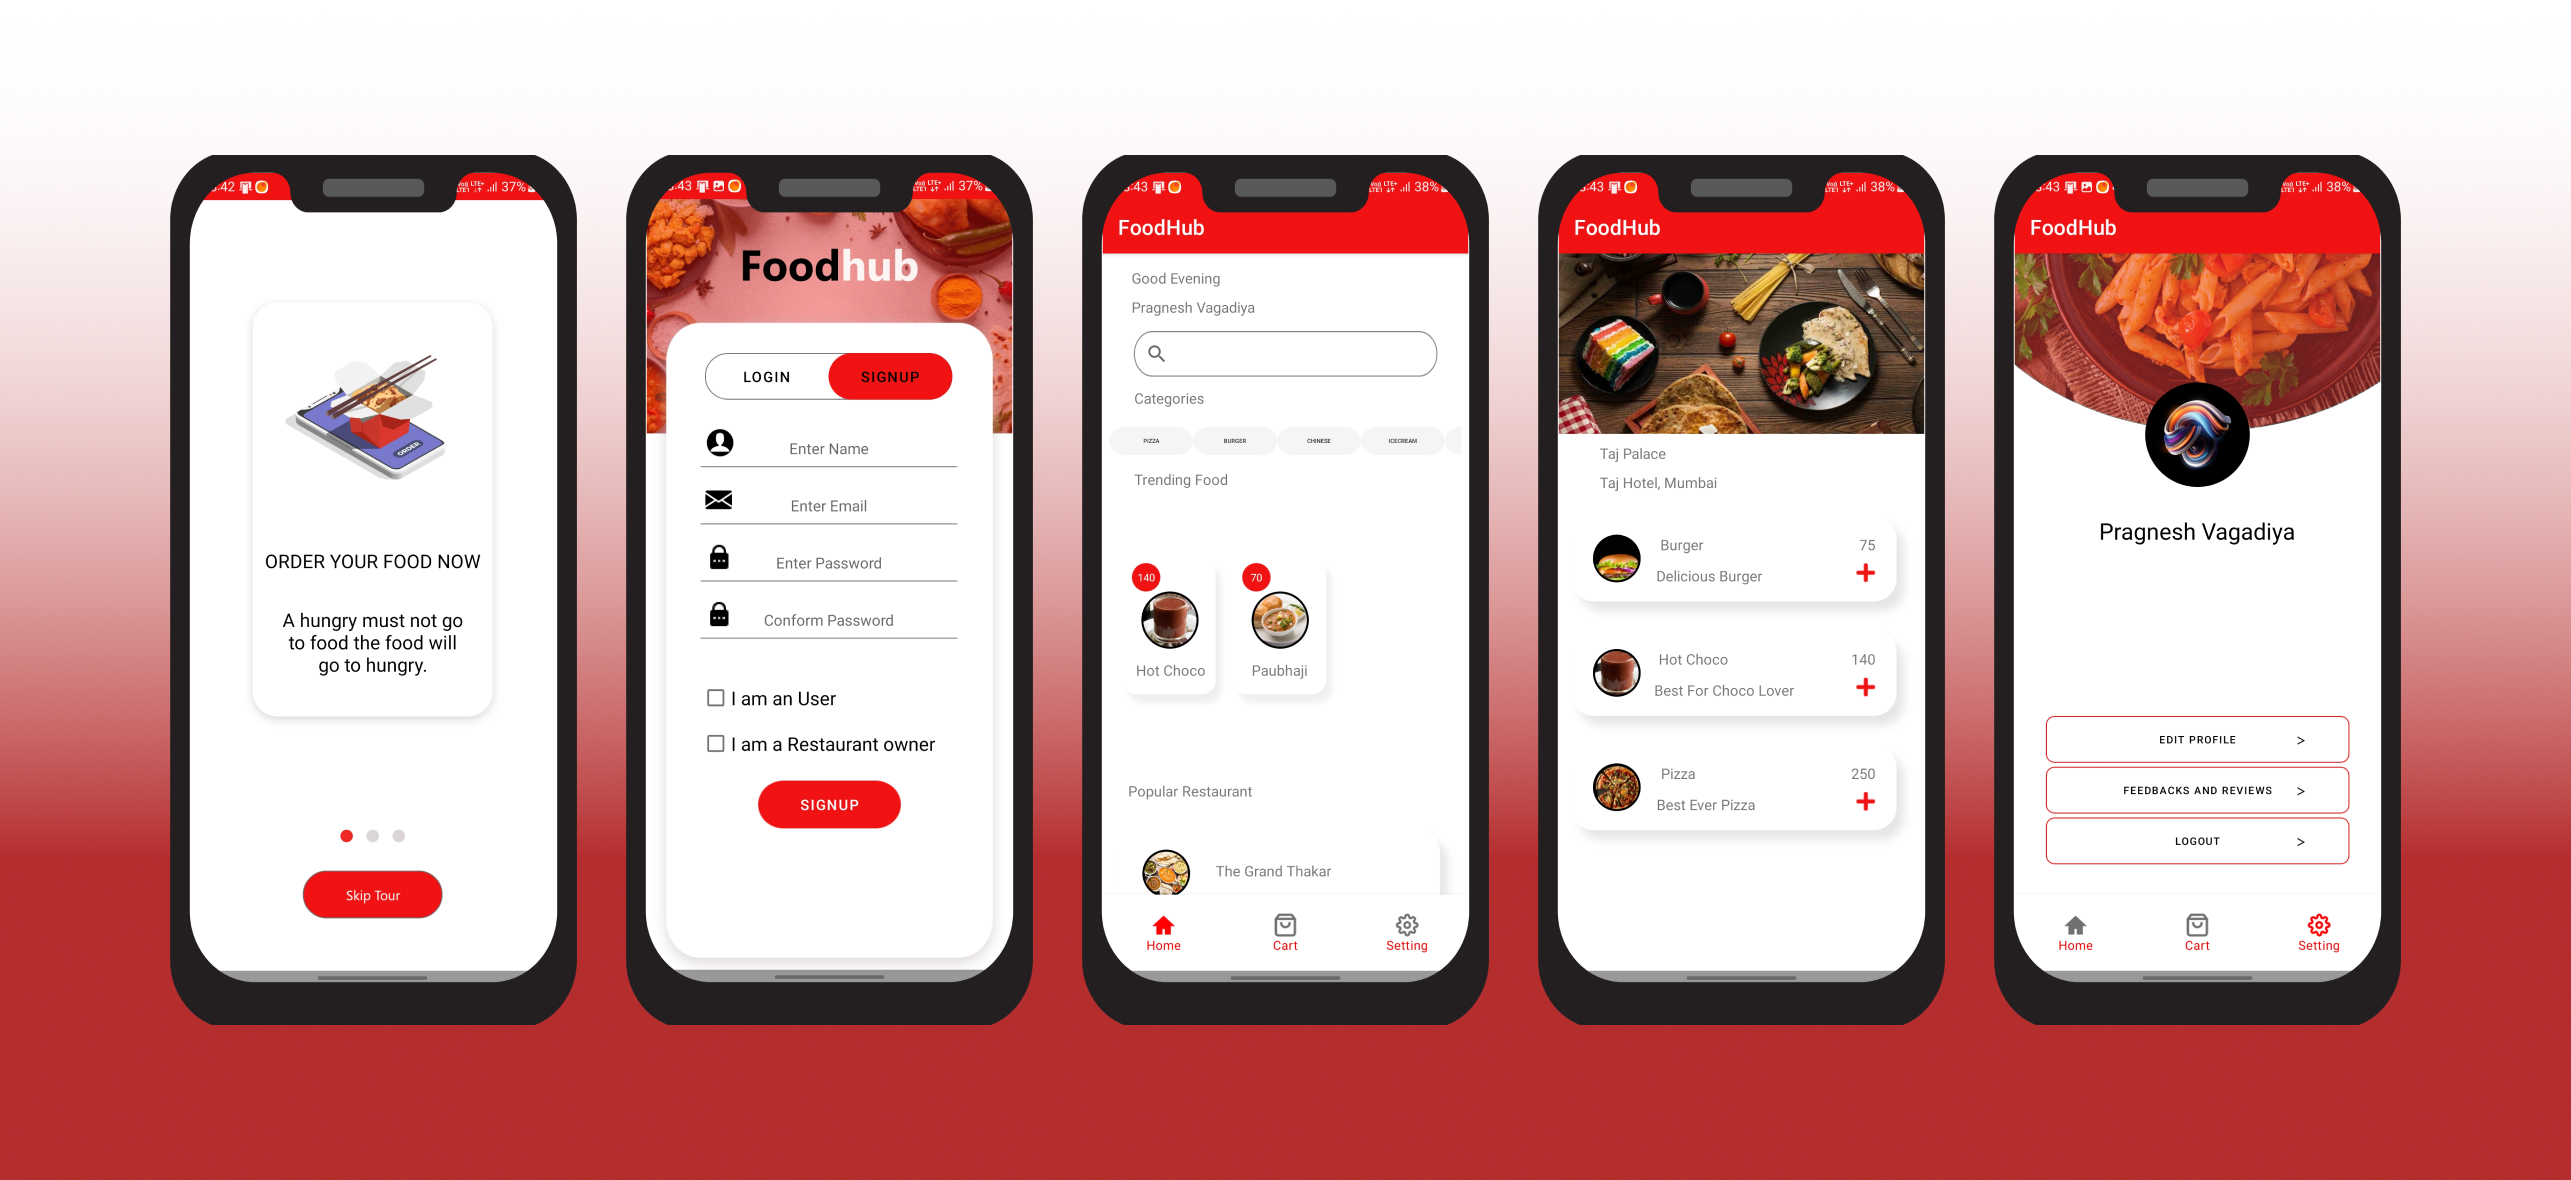 :42
37%
ORDER
ORDER YOUR FOOD NOW
A hungry must not go
to food the food will
go to hungry.
Skip Tour
:43
37%
Foodhub
LOGIN SIGNUP
Enter Name
Enter Email
Enter Password
Conform Password
I am an User
I am a Restaurant owner
SIGNUP
:43
38%
FoodHub
Good Evening
Pragnesh Vagadiya
Categories
PIZZA BURGER CHINESE ICECREAM
Trending Food
140 70
Hot Choco Paubhaji
Popular Restaurant
The Grand Thakar
Home Cart Setting
:43
38%
FoodHub
Taj Palace
Taj Hotel, Mumbai
Burger 75
Delicious Burger
Hot Choco 140
Best For Choco Lover
Pizza 250
Best Ever Pizza
:43
38%
FoodHub
Pragnesh Vagadiya
EDIT PROFILE >
FEEDBACKS AND REVIEWS >
LOGOUT >
Home Cart Setting